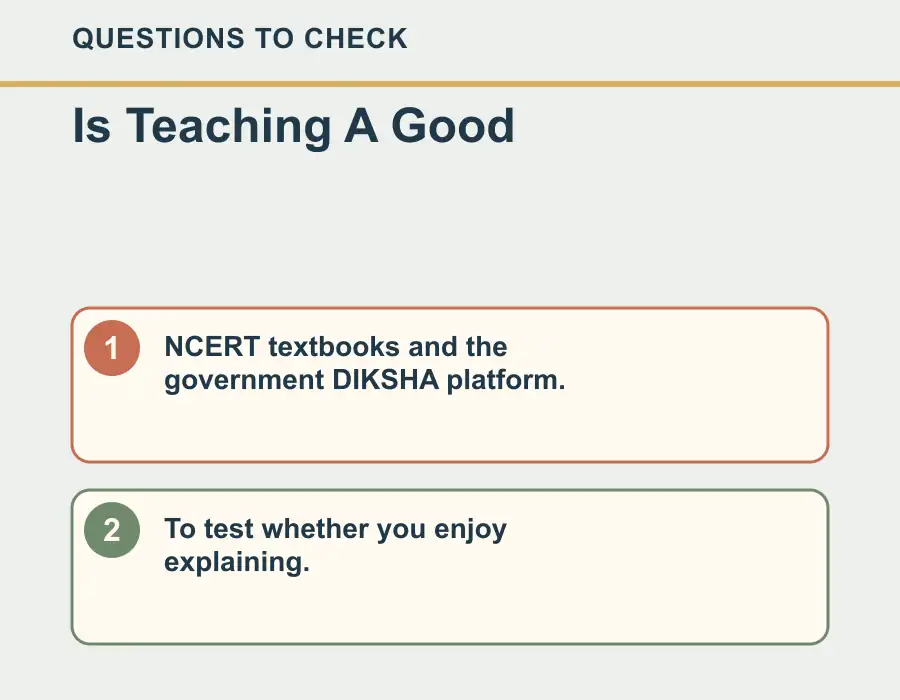 QUESTIONS TO CHECK
Is Teaching A Good
1
NCERT textbooks and the
government DIKSHA platform.
2
To test whether you enjoy
explaining.